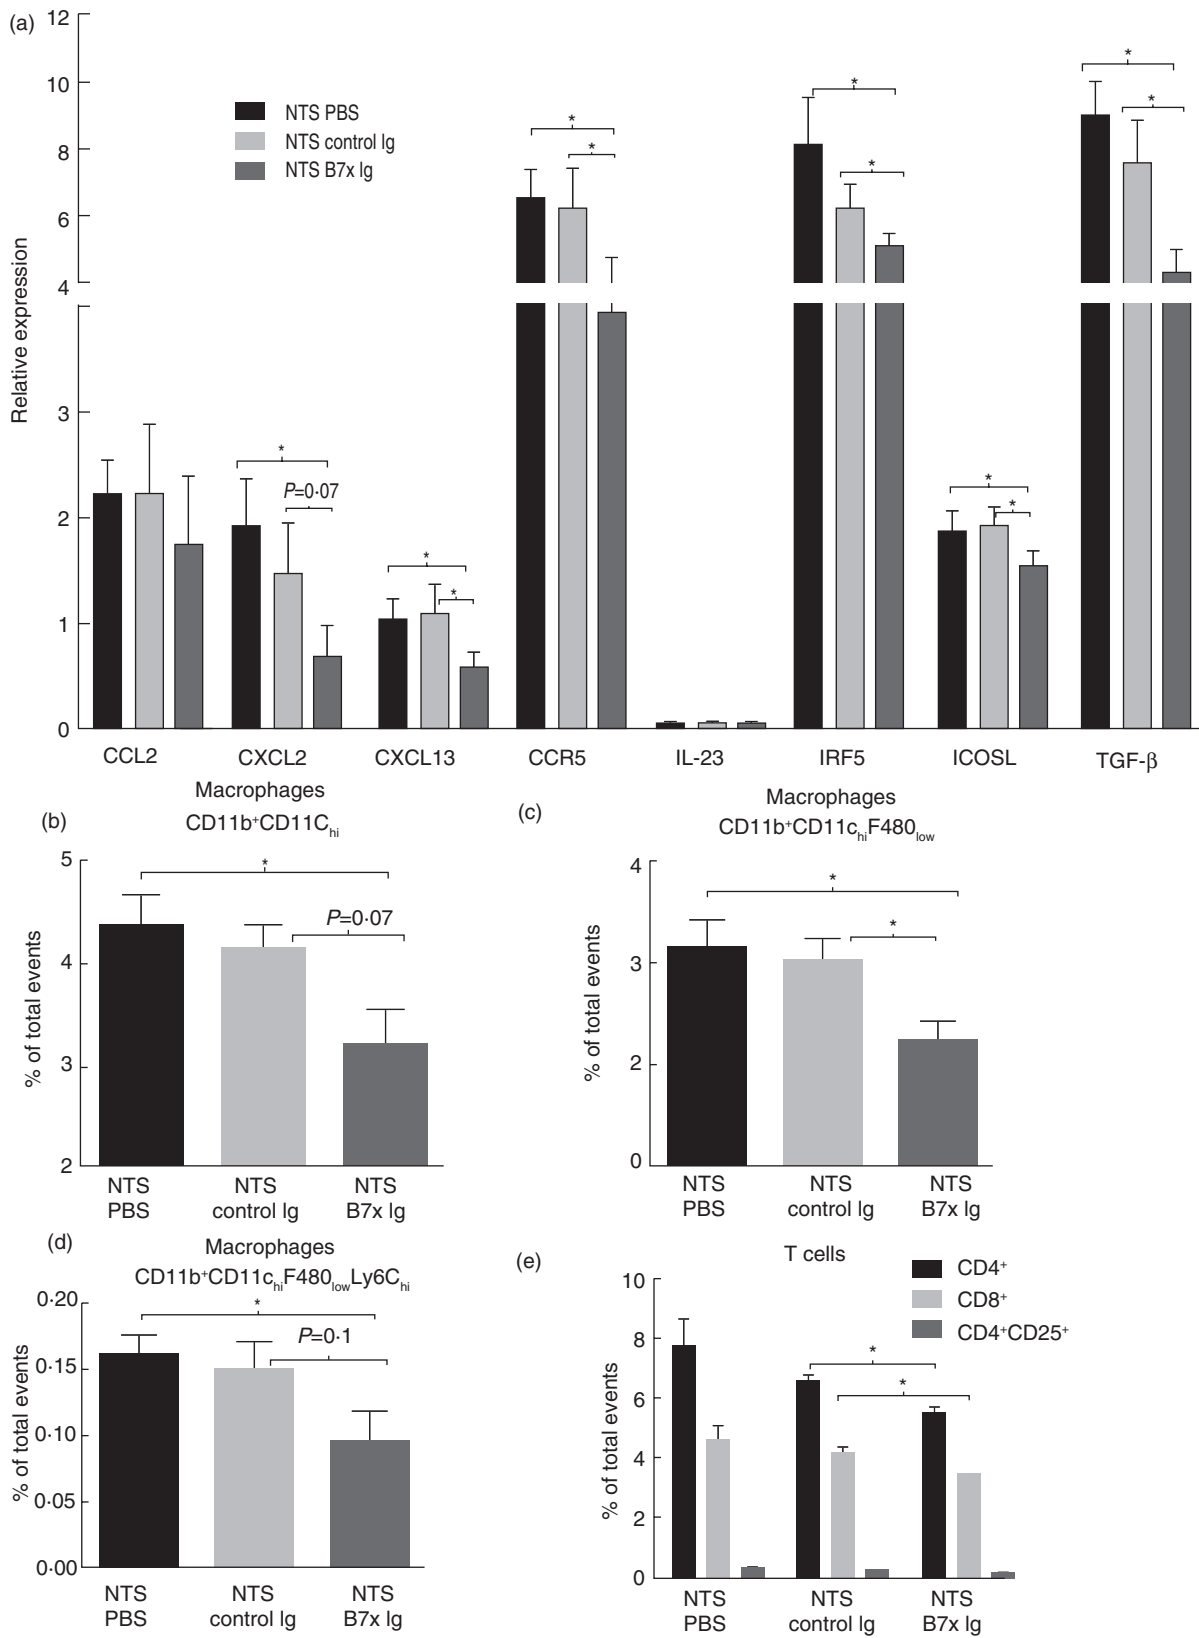 (a)
12
10
8
6
4
3
2
1
0
Relative expression
NTS PBS
NTS control Ig
NTS B7x Ig
*
P=0·07
*
*
*
*
*
*
*
*
*
*
*
CCL2 CXCL2 CXCL13 CCR5 IL-23 IRF5 ICOSL TGF-β
(b)
Macrophages
CD11b+CD11Chi
5
4
3
2
% of total events
*
P=0·07
NTS NTS NTS
PBS control Ig B7x Ig
(c)
Macrophages
CD11b+CD11chiF480low
4
3
2
0
% of total events
*
*
NTS NTS NTS
PBS control Ig B7x Ig
(d)
Macrophages
CD11b+CD11chiF480lowLy6Chi
0·20
0·15
0·10
0·05
0·00
% of total events
*
P=0·1
NTS NTS NTS
PBS control Ig B7x Ig
(e)
T cells
CD4+
CD8+
CD4+CD25+
10
8
6
4
2
0
% of total events
*
*
NTS NTS NTS
PBS control Ig B7x Ig